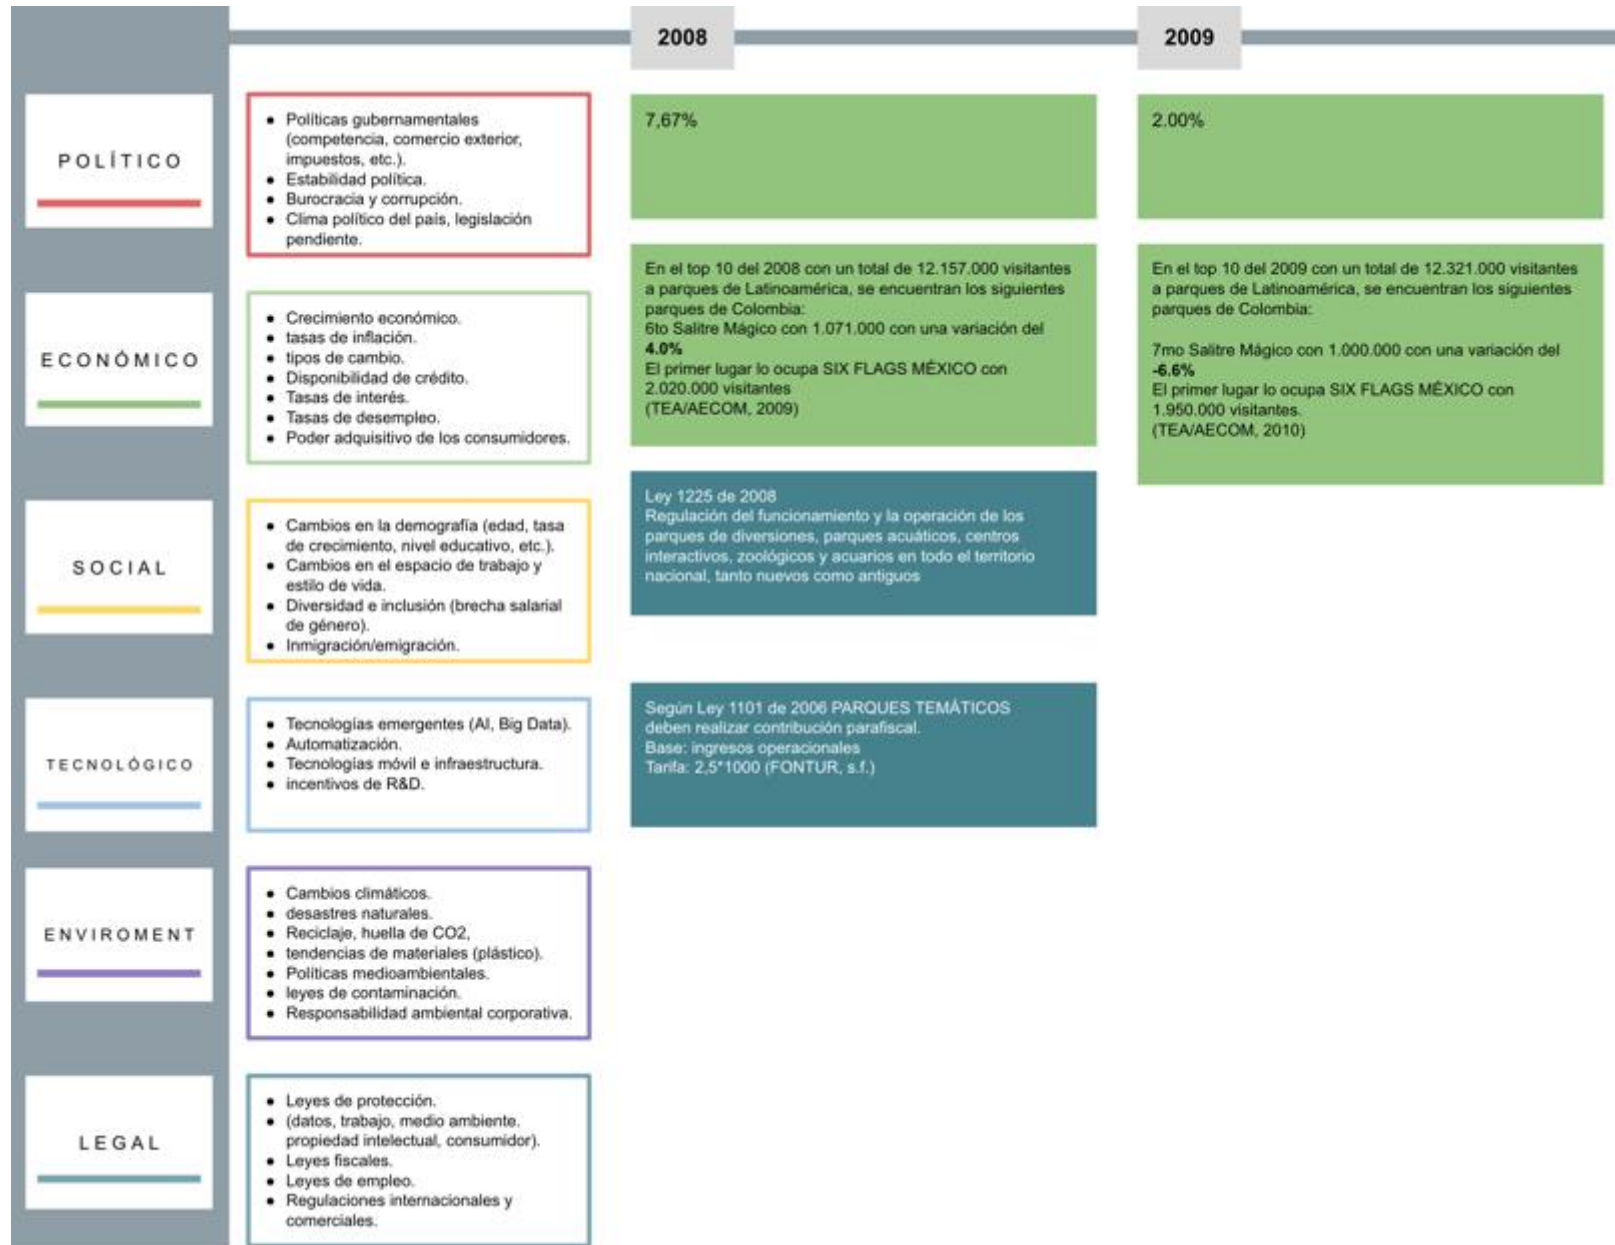 2008
2009
POLÍTICO
● Políticas gubernamentales
(competencia, comercio exterior,
impuestos, etc.).
● Estabilidad política.
● Burocracia y corrupción.
● Clima político del país, legislación
pendiente.
7,67%
2.00%
ECONÓMICO
● Crecimiento económico.
● tasas de inflación.
● tipos de cambio.
● Disponibilidad de crédito.
● Tasas de interés.
● Tasas de desempleo.
● Poder adquisitivo de los consumidores.
En el top 10 del 2008 con un total de 12.157.000 visitantes
a parques de Latinoamérica, se encuentran los siguientes
parques de Colombia:
6to Salitre Mágico con 1.071.000 con una variación del
4.0%
El primer lugar lo ocupa SIX FLAGS MÉXICO con
2.020.000 visitantes
(TEA/AECOM, 2009)
En el top 10 del 2009 con un total de 12.321.000 visitantes
a parques de Latinoamérica, se encuentran los siguientes
parques de Colombia:
7mo Salitre Mágico con 1.000.000 con una variación del
-6.6%
El primer lugar lo ocupa SIX FLAGS MÉXICO con
1.950.000 visitantes.
(TEA/AECOM, 2010)
SOCIAL
● Cambios en la demografía (edad, tasa
de crecimiento, nivel educativo, etc.).
● Cambios en el espacio de trabajo y
estilo de vida.
● Diversidad e inclusión (brecha salarial
de género).
● Inmigración/emigración.
Ley 1225 de 2008
Regulación del funcionamiento y la operación de los
parques de diversiones, parques acuáticos, centros
interactivos, zoológicos y acuarios en todo el territorio
nacional, tanto nuevos como antiguos
TECNOLÓGICO
● Tecnologías emergentes (AI, Big Data).
● Automatización.
● Tecnologías móvil e infraestructura.
● incentivos de R&D.
Según Ley 1101 de 2006 PARQUES TEMÁTICOS
deben realizar contribución parafiscal.
Base: ingresos operacionales
Tarifa: 2,5*1000 (FONTUR, s.f.)
ENVIROMENT
● Cambios climáticos.
● desastres naturales.
● Reciclaje, huella de CO2,
● tendencias de materiales (plástico).
● Políticas medioambientales.
● leyes de contaminación.
● Responsabilidad ambiental corporativa.
LEGAL
● Leyes de protección.
● (datos, trabajo, medio ambiente.
propiedad intelectual, consumidor).
● Leyes fiscales.
● Leyes de empleo.
● Regulaciones internacionales y
comerciales.